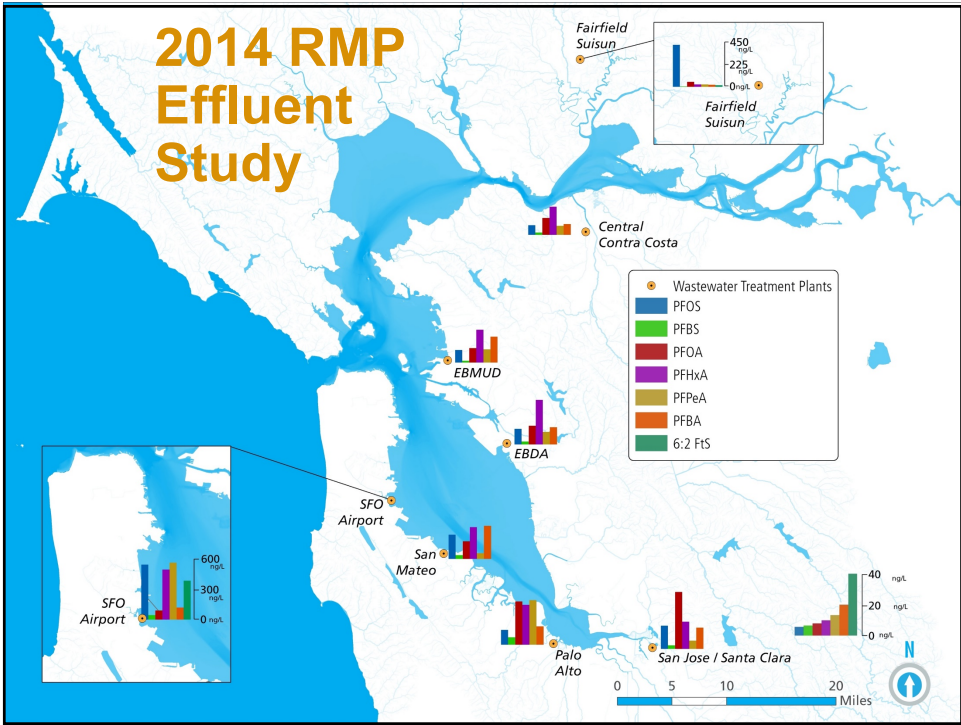 2014 RMP
Effluent
Study
Fairfield
Suisun
450
ng/L
225
ng/L
0 ng/L
Fairfield
Suisun
Central
Contra Costa
Wastewater Treatment Plants
PFOS
PFBS
PFOA
PFHxA
PFPeA
PFBA
6:2 FtS
EBMUD
EBDA
SFO
Airport
San
Mateo
600
ng/L
300
ng/L
0 ng/L
SFO
Airport
40 ng/L
20 ng/L
0 ng/L
Palo
Alto
San Jose / Santa Clara
N
0 5 10 20
Miles